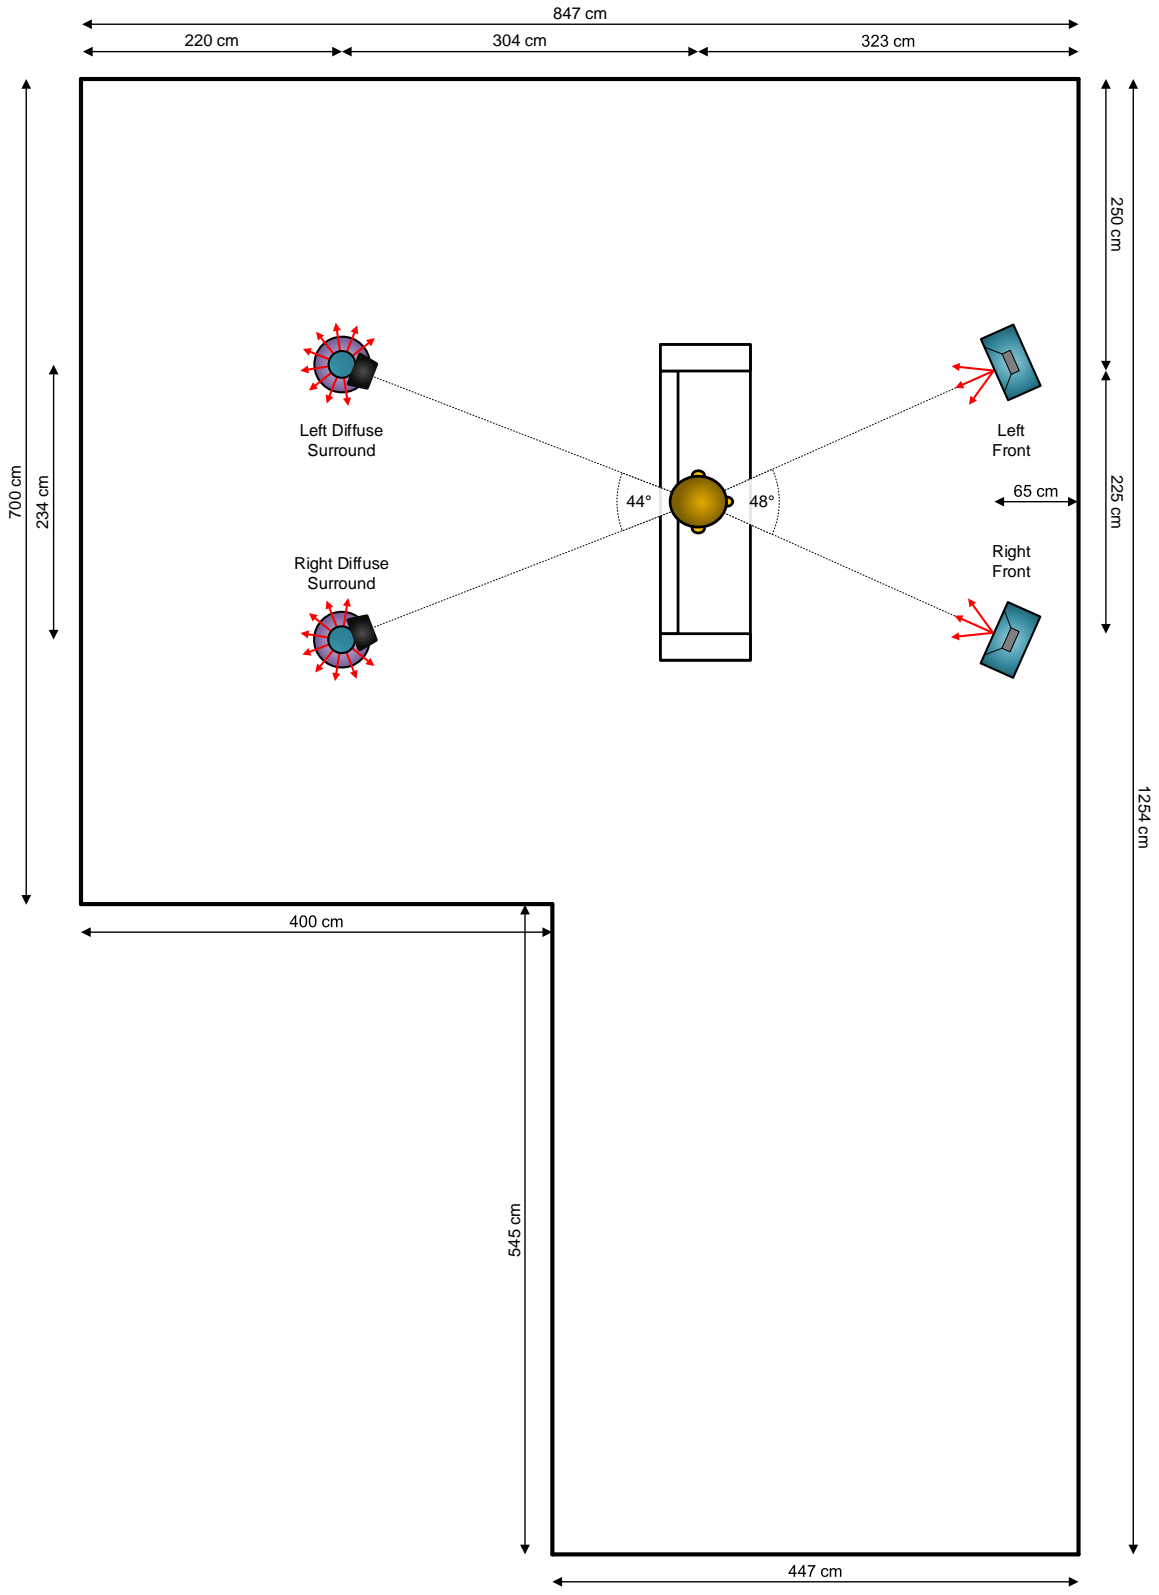 847 cm
220 cm
304 cm
323 cm
250 cm
Left Diffuse
Surround
Left
Front
700 cm
234 cm
44°
48°
65 cm
225 cm
Right Diffuse
Surround
Right
Front
1254 cm
400 cm
545 cm
447 cm